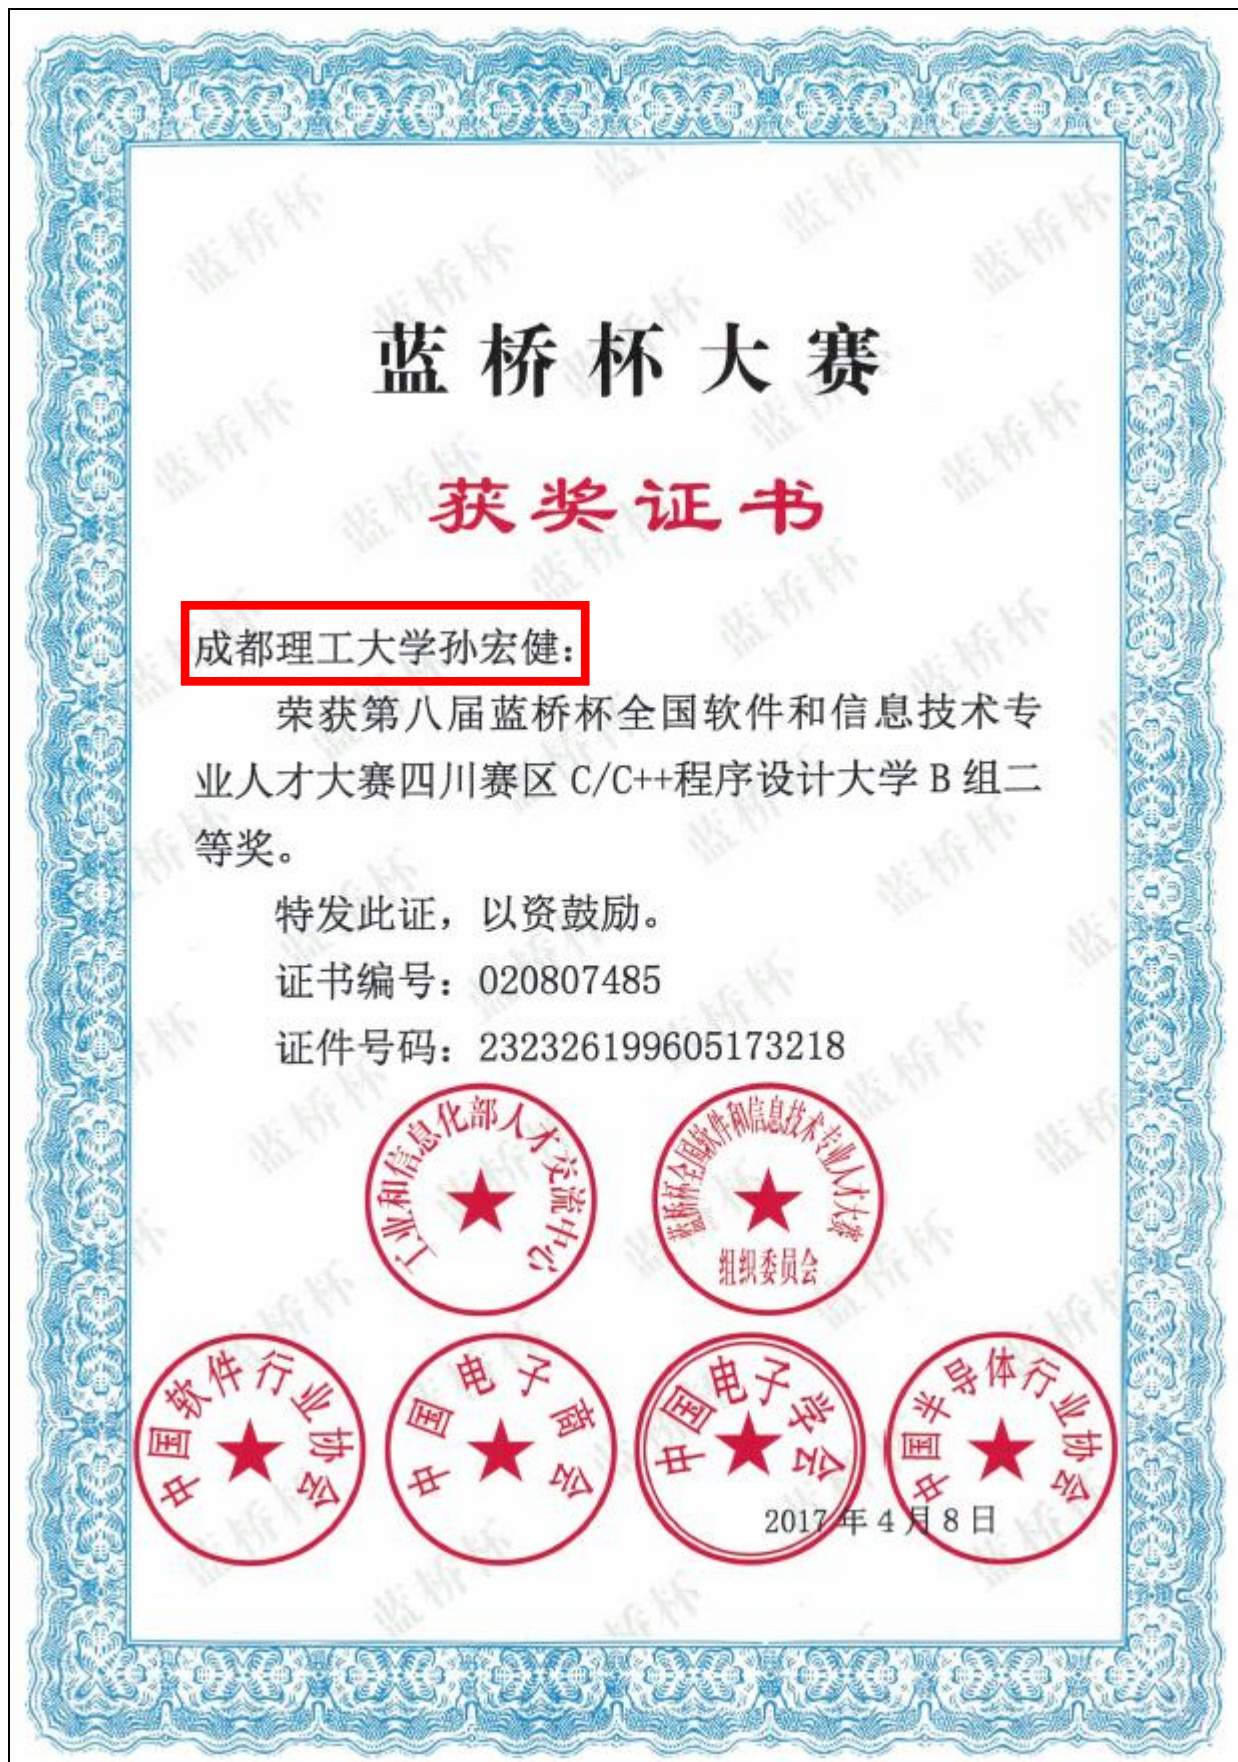 蓝桥杯大赛
获奖证书
成都理工大学孙宏健：
荣获第八届蓝桥杯全国软件和信息技术专
业人才大赛四川赛区 C/C++程序设计大学 B 组二
等奖。
特发此证，以资鼓励。
证书编号：020807485
证件号码：232326199605173218
工业和信息化部人才交流中心
蓝桥杯全国软件和信息技术专业人才大赛
组织委员会
中国软件行业协会
中国电子商会
中国电子学会
中国半导体行业协会
2017 年 4 月 8 日